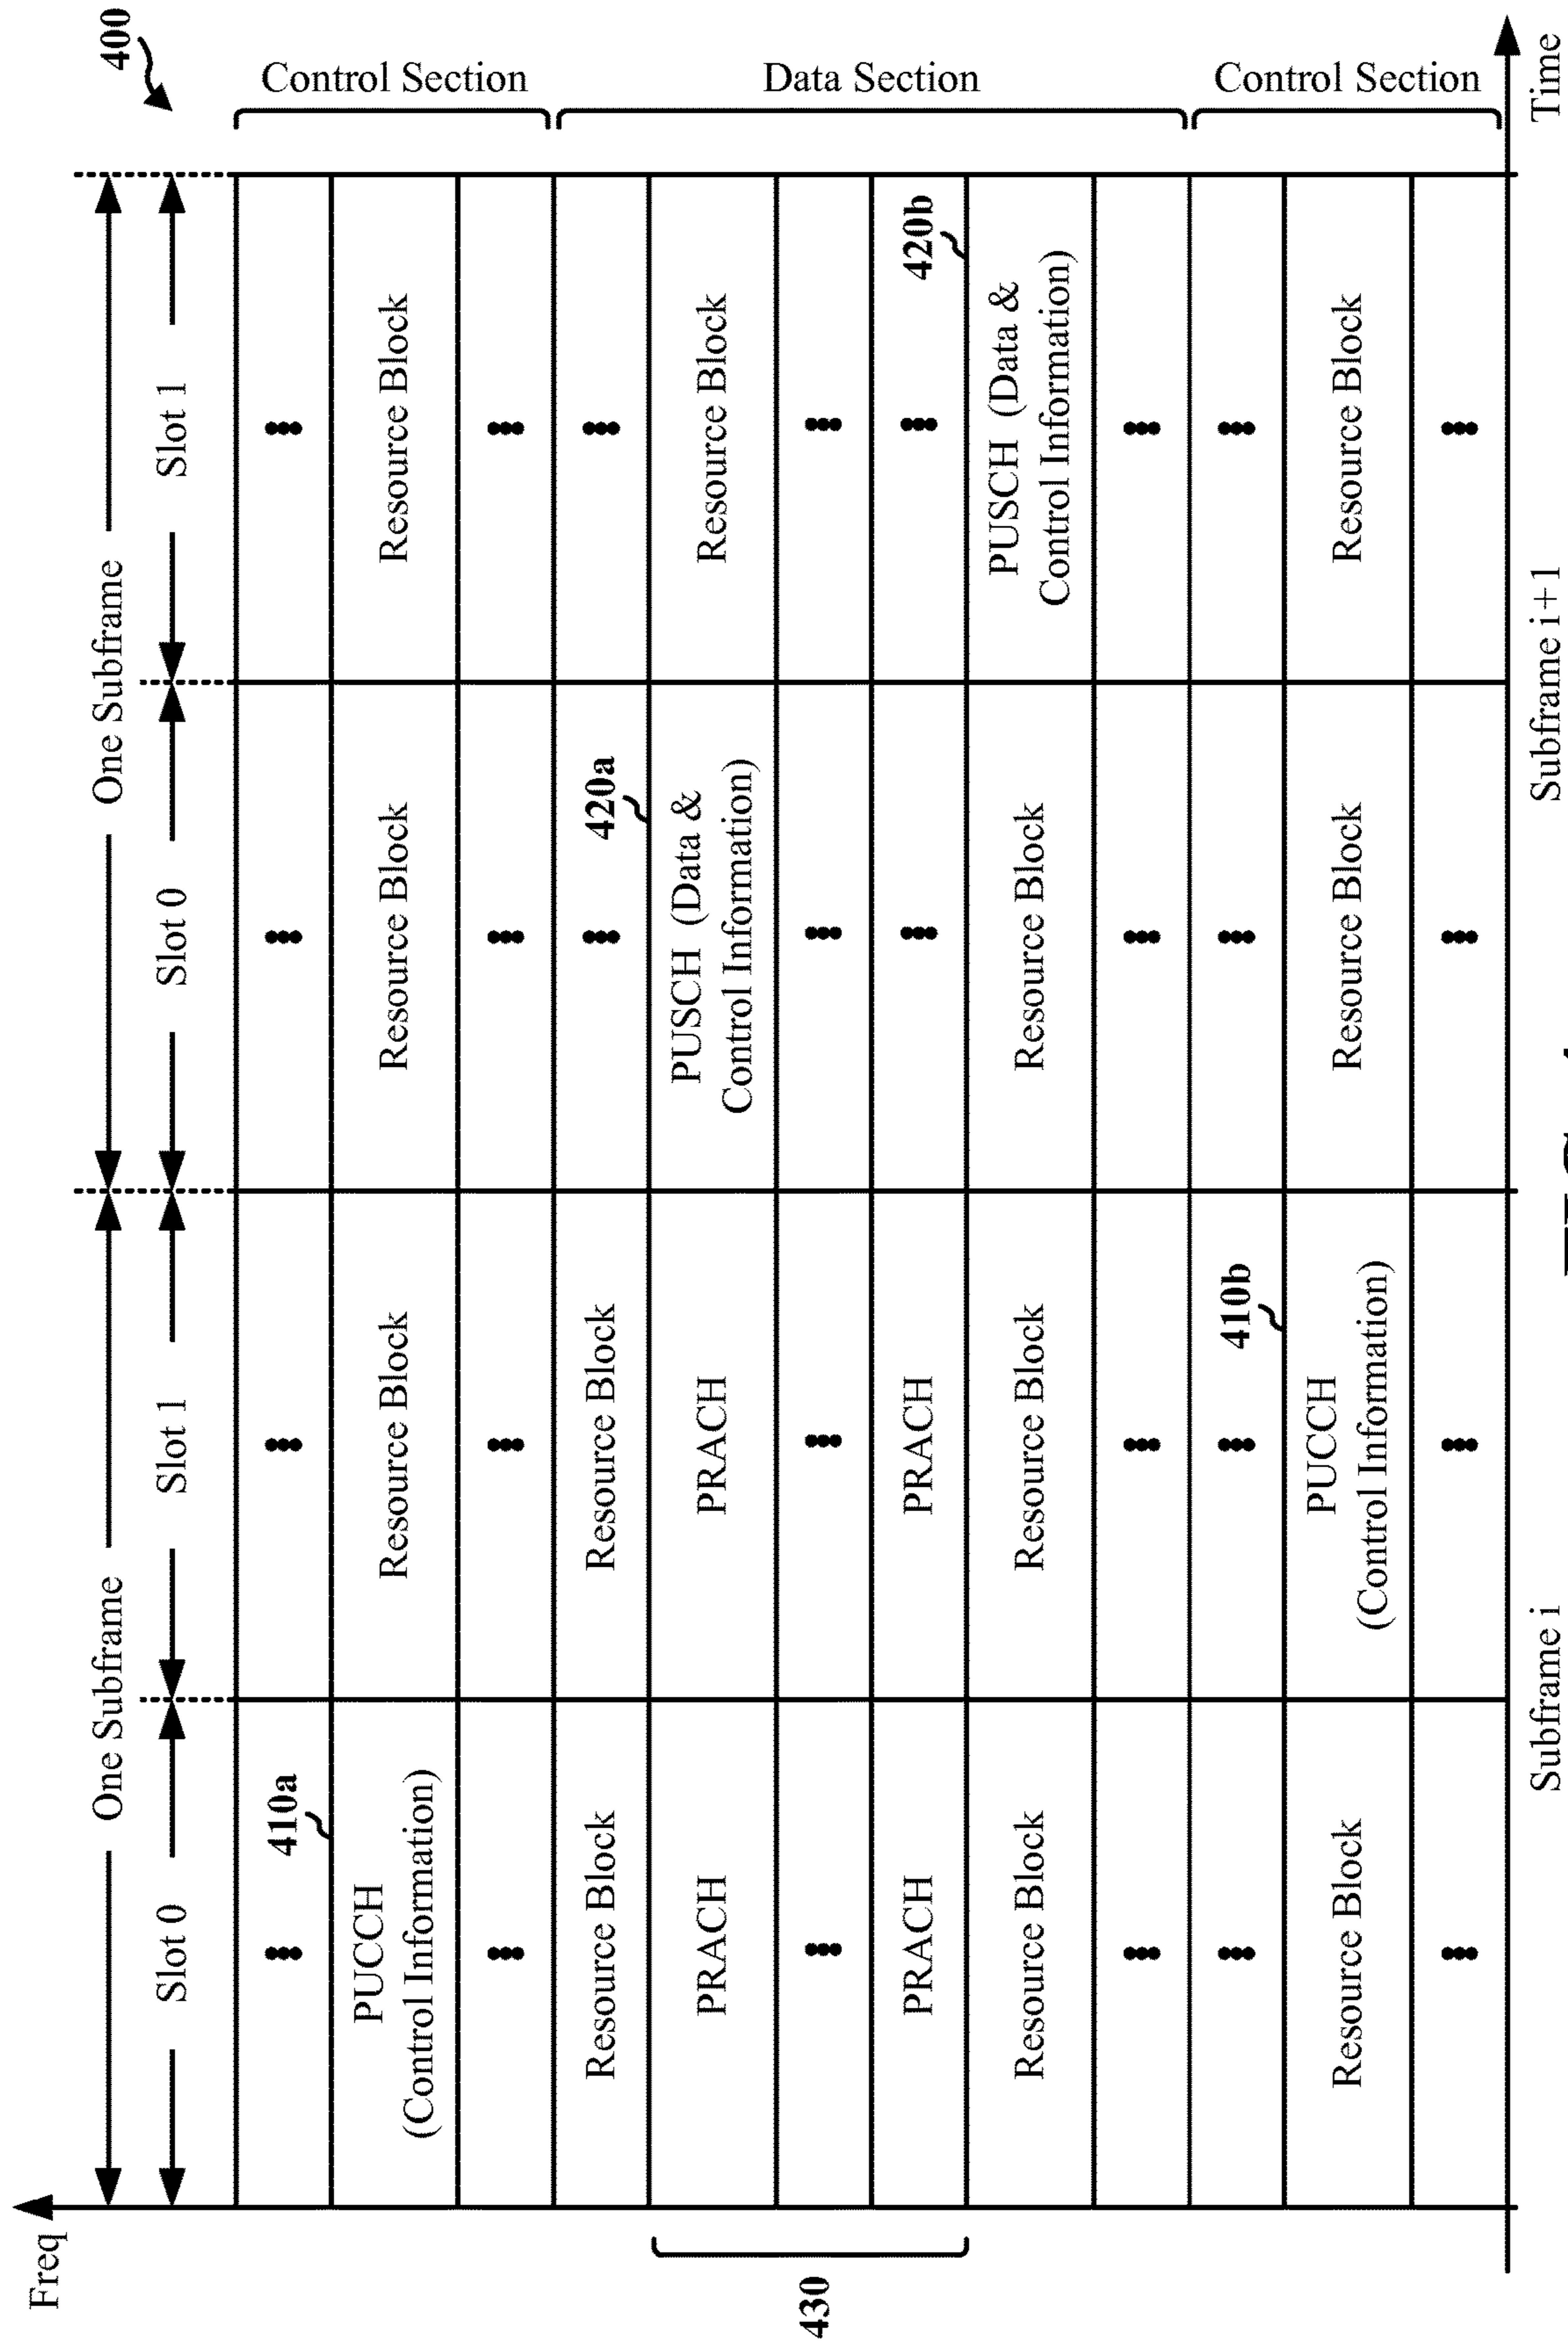 Freq
400
One Subframe
One Subframe
Slot 0
Slot 1
Slot 0
Slot 1
410a
PUCCH
(Control Information)
Resource Block
Resource Block
Resource Block
Control Section
Resource Block
Resource Block
420a
PRACH
PRACH
PUSCH (Data &
Control Information)
Resource Block
430
Data Section
PRACH
PRACH
420b
Resource Block
Resource Block
Resource Block
PUSCH (Data &
Control Information)
410b
Resource Block
PUCCH
(Control Information)
Resource Block
Resource Block
Control Section
Subframe i
Subframe i+1
Time